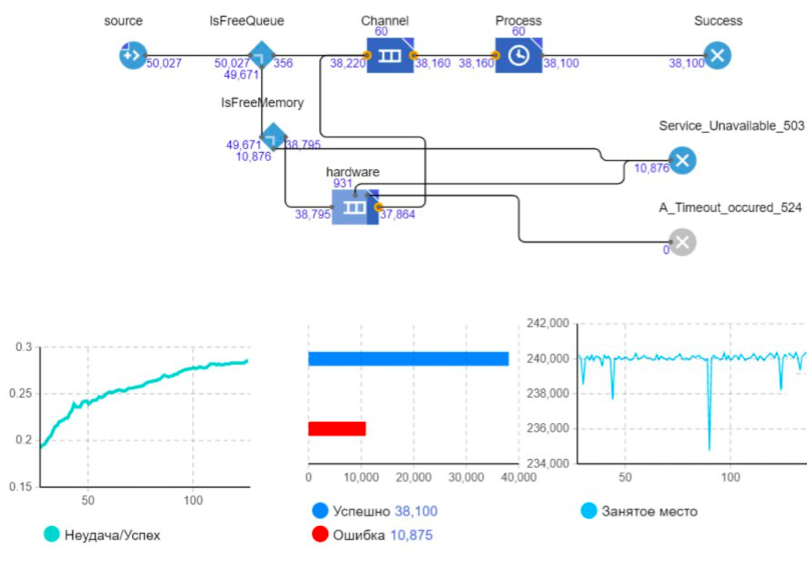 source
IsFreeQueue
Channel
Process
Success
60
60
50,027
50,027
356
38,220
38,160
38,160
38,100
38,100
49,671
IsFreeMemory
Service_Unavailable_503
49,671
38,795
10,876
10,876
hardware
931
38,795
37,864
A_Timeout_occured_524
0
0.3
0.25
0.2
0.15
50
100
Неудача/Успех
0
10,000
20,000
30,000
40,000
Успешно 38,100
Ошибка 10,875
242,000
240,000
238,000
236,000
234,000
50
100
Занятое место